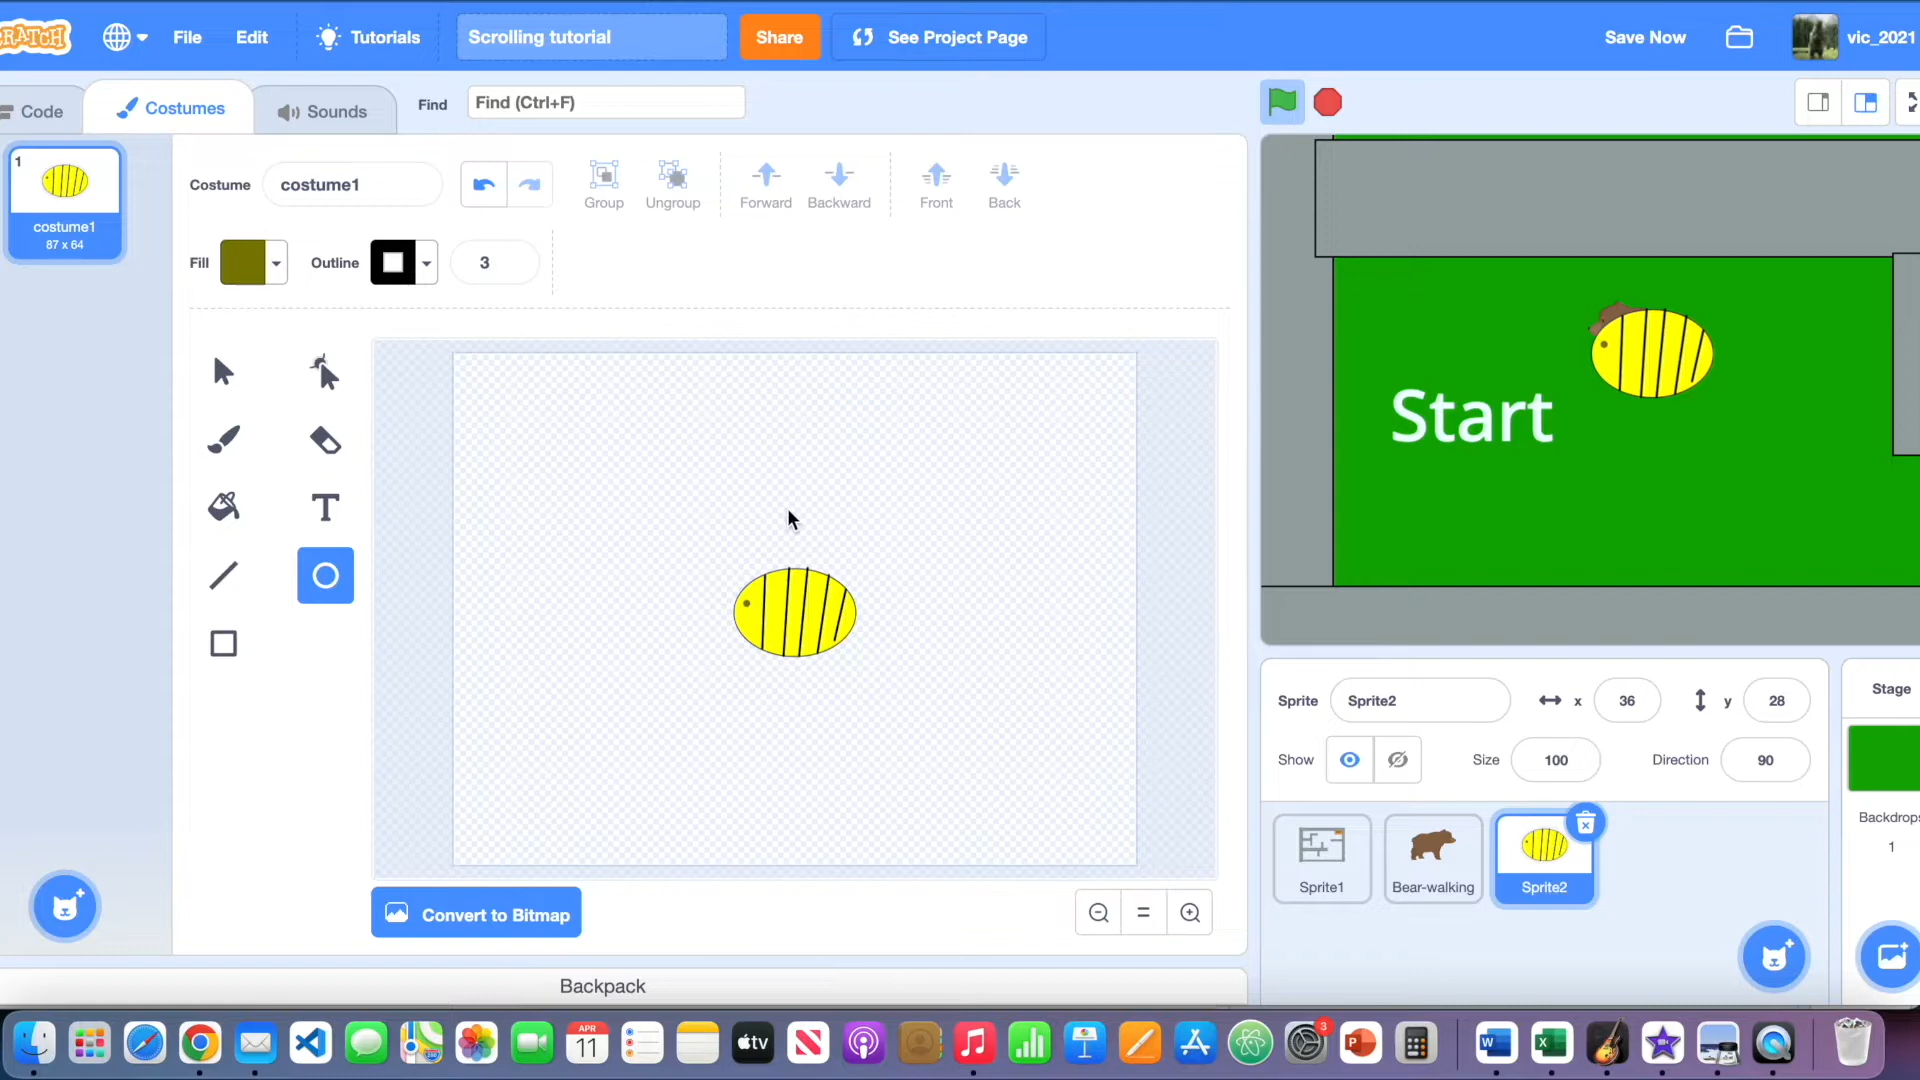 SCRATCH
File
Edit
Tutorials
Scrolling tutorial
Share
See Project Page
Save Now
vic_2021
Code
Costumes
Sounds
Find
Find (Ctrl+F)
1
costume1
87 x 64
Costume
costume1
Group
Ungroup
Forward
Backward
Front
Back
Fill
Outline
3
Start
T
Convert to Bitmap
Backpack
Sprite
Sprite2
x
36
y
28
Show
Size
100
Direction
90
Sprite1
Bear-walking
Sprite2
Stage
Backdrops
1
APR
11
tv
3
P
W
X